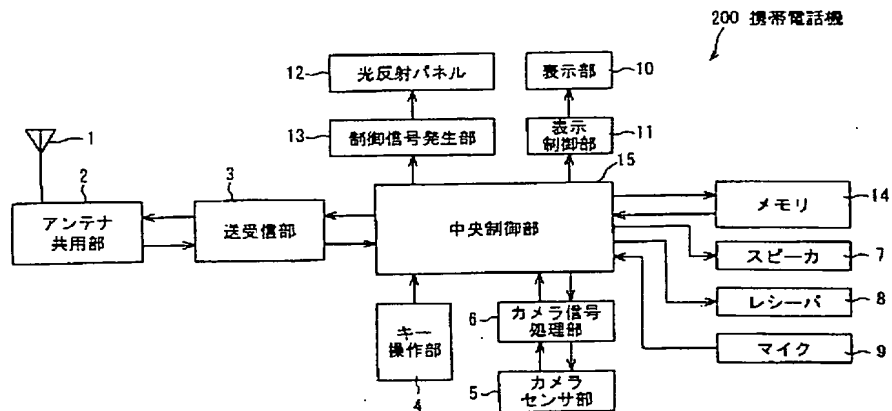 200 携帯電話機
12
光反射パネル
表示部
10
13
制御信号発生部
表示
制御部
11
1
2
アンテナ
共用部
3
送受信部
15
中央制御部
メモリ
14
スピーカ
7
レシーバ
8
マイク
9
キー
操作部
4
6
カメラ信号
処理部
5
カメラ
センサ部